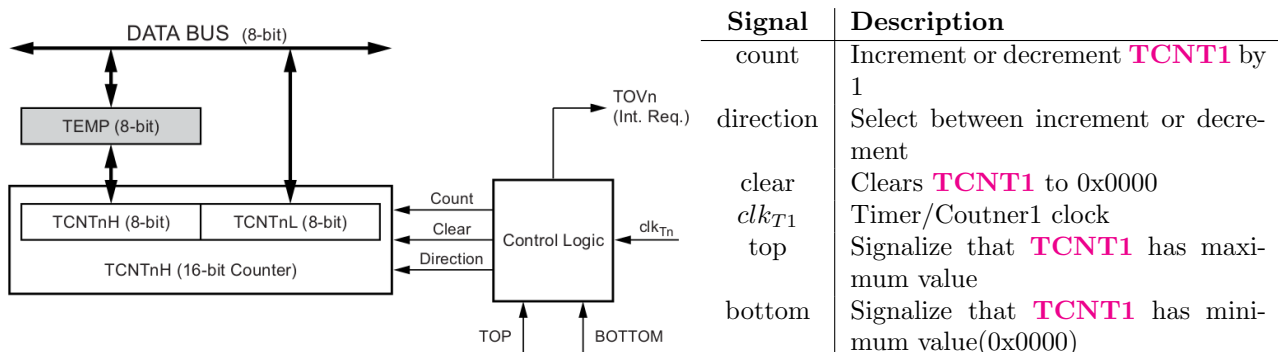 DATA BUS (8-bit)
TEMP (8-bit)
TCNTnH (8-bit) TCNTnL (8-bit)
TCNTnH (16-bit Counter)
Count
Clear
Direction
Control Logic
TOVn
(Int. Req.)
clkTn
TOP BOTTOM
Signal Description
count Increment or decrement TCNT1 by
1
direction Select between increment or decre-
ment
clear Clears TCNT1 to 0x0000
clkT1 Timer/Coutner1 clock
top Signalize that TCNT1 has maxi-
mum value
bottom Signalize that TCNT1 has mini-
mum value(0x0000)